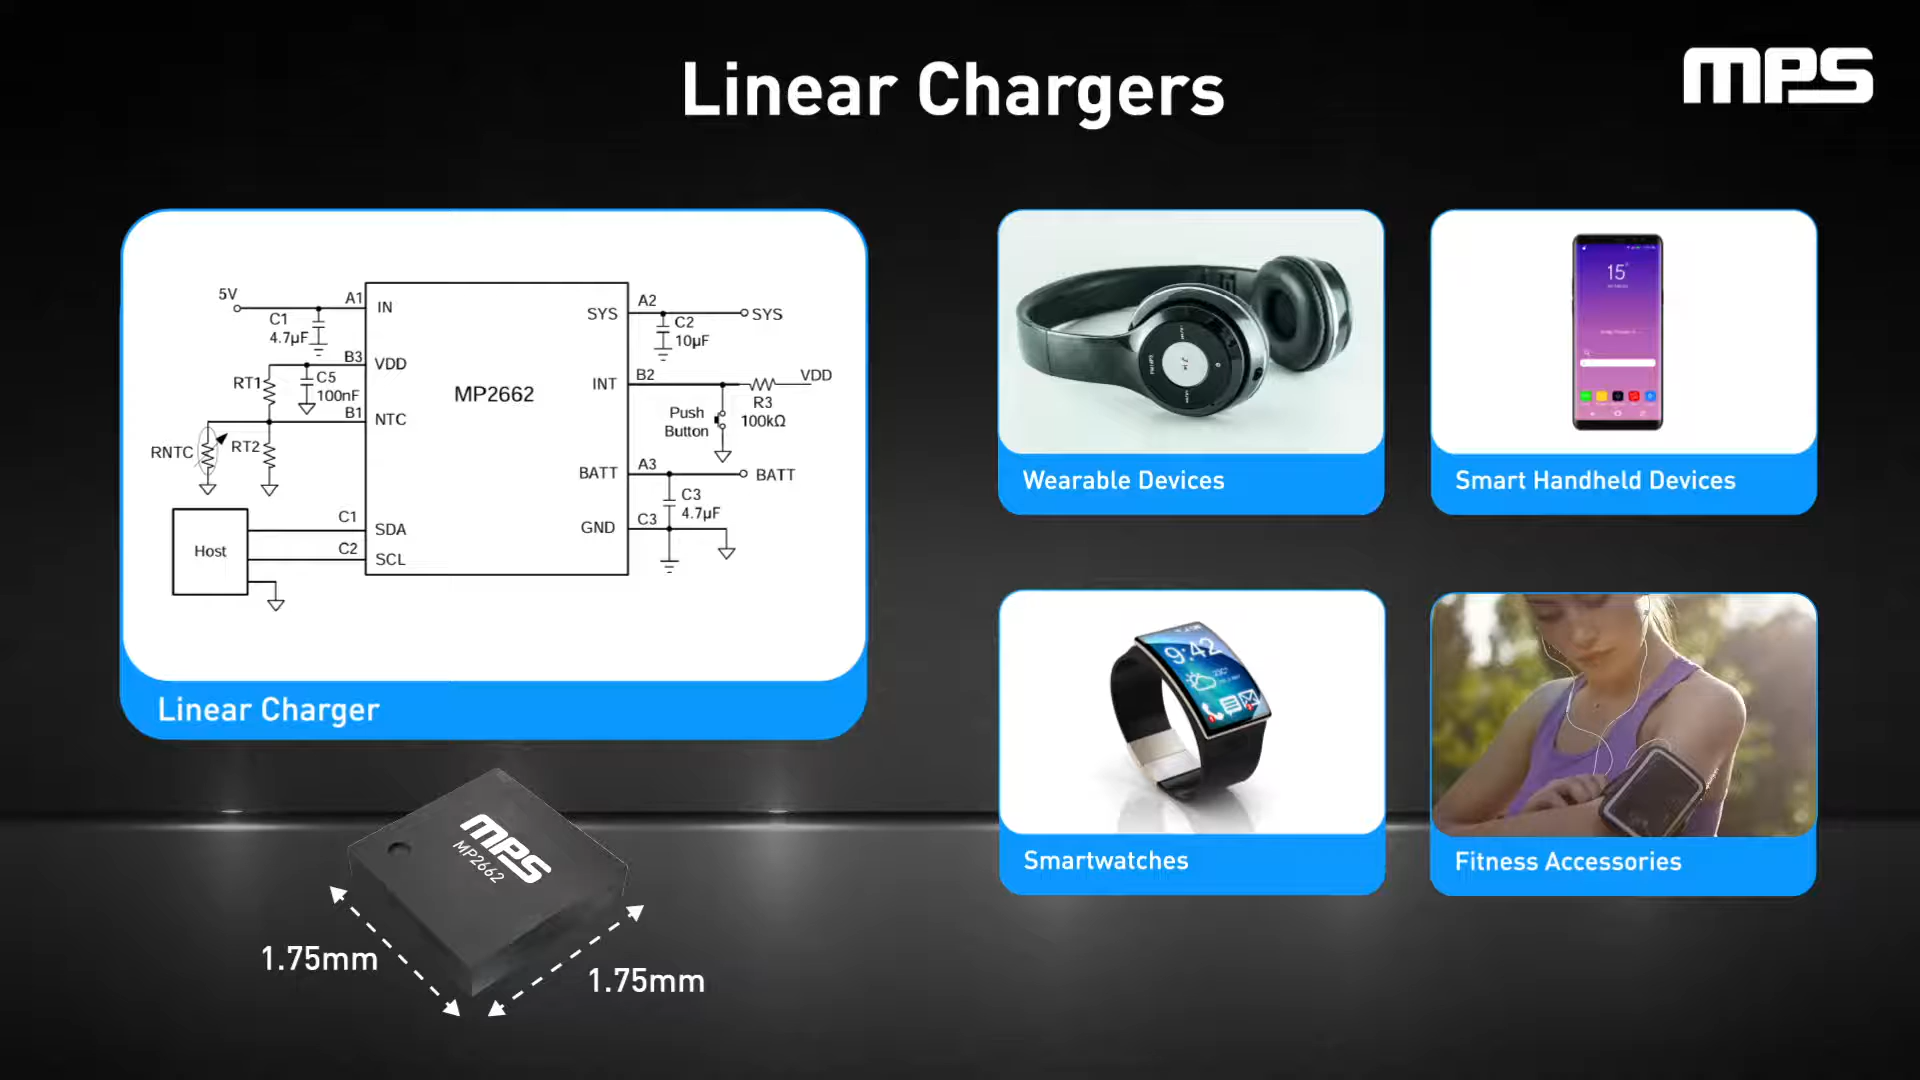 Linear Chargers
MPS
5V
C1
4.7µF
A1
IN
B3
VDD
RT1
C5
100nF
B1
NTC
RNTC
RT2
Host
C1
SDA
C2
SCL
MP2662
SYS
A2
SYS
C2
10µF
INT
B2
VDD
R3
100kΩ
Push
Button
BATT
A3
BATT
C3
4.7µF
GND
C3
Linear Charger
MPS
MP2662
1.75mm
1.75mm
Wearable Devices
15°
Smart Handheld Devices
9:42
Smartwatches
Fitness Accessories